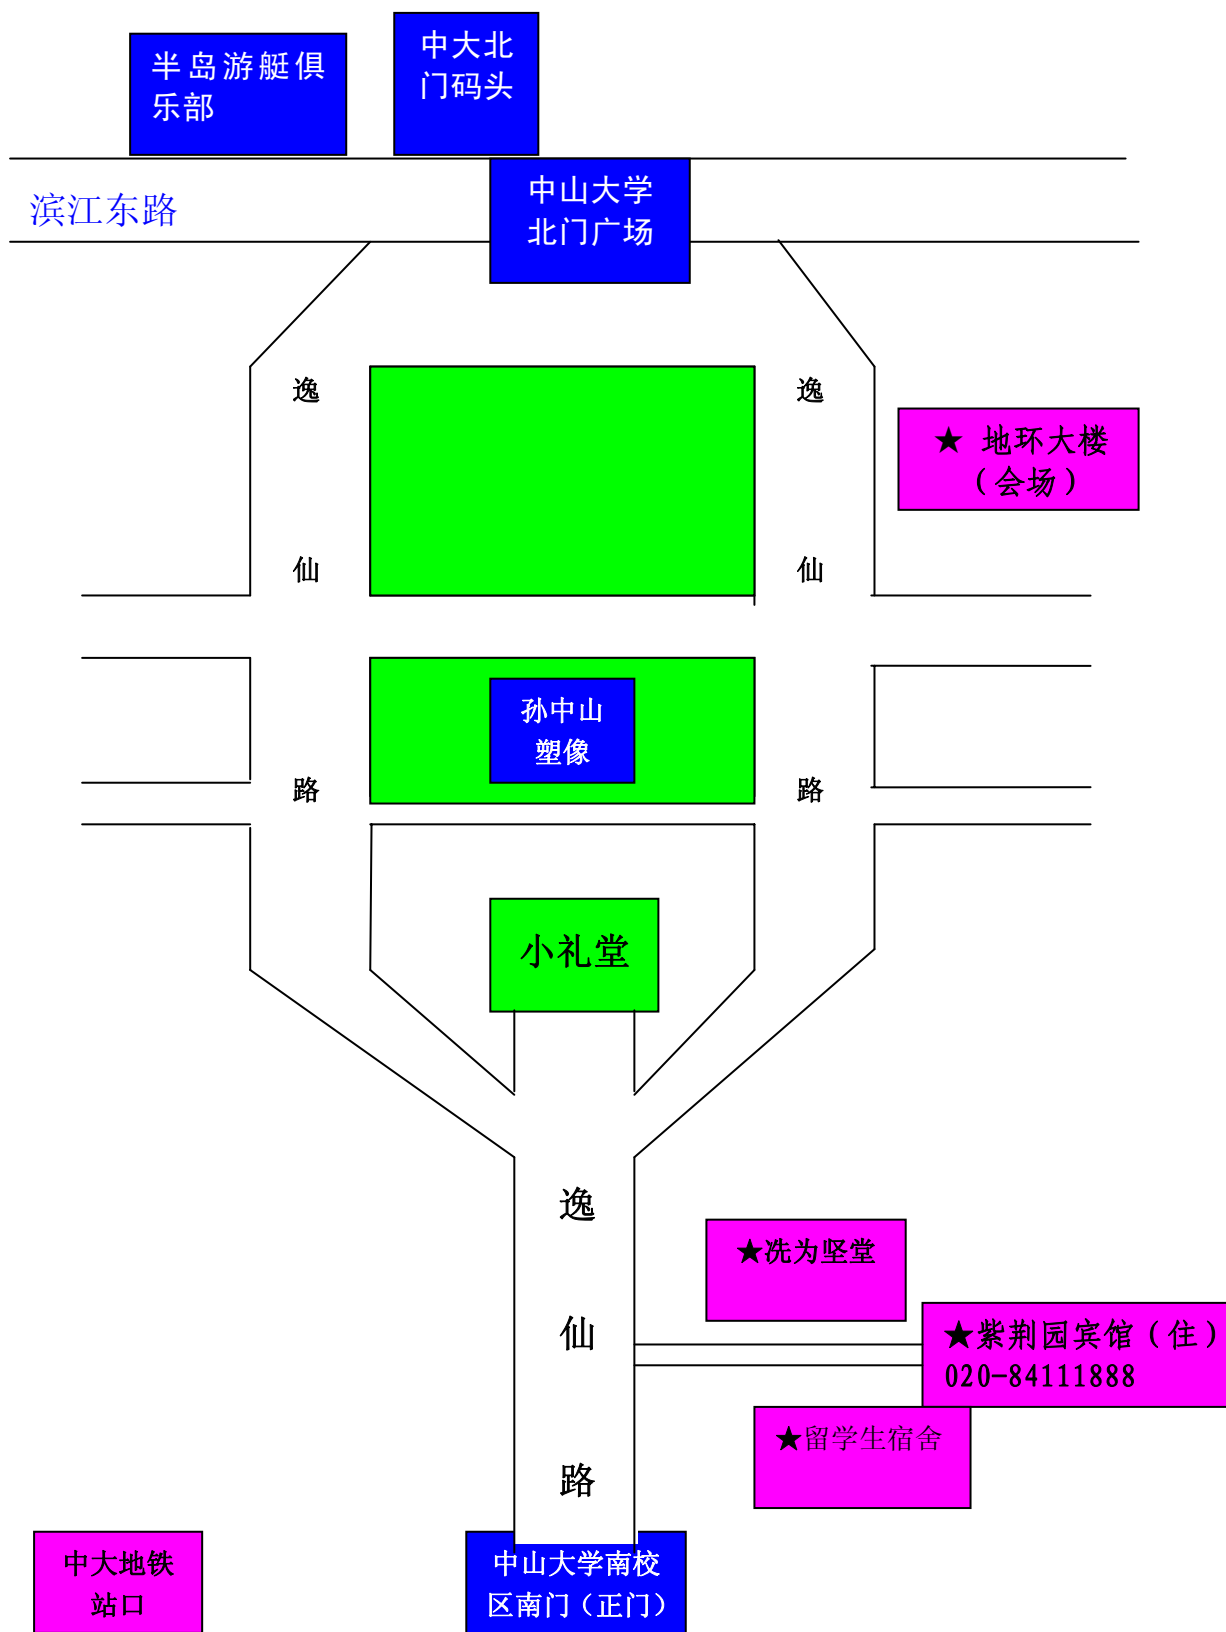 半岛游艇俱
乐部
中大北
门码头
滨江东路
中山大学
北门广场
逸
仙
路
逸
仙
路
★ 地环大楼
（会场）
孙中山
塑像
小礼堂
逸
仙
路
★冼为坚堂
★紫荆园宾馆（住）
020-84111888
★留学生宿舍
中大地铁
站口
中山大学南校
区南门（正门）